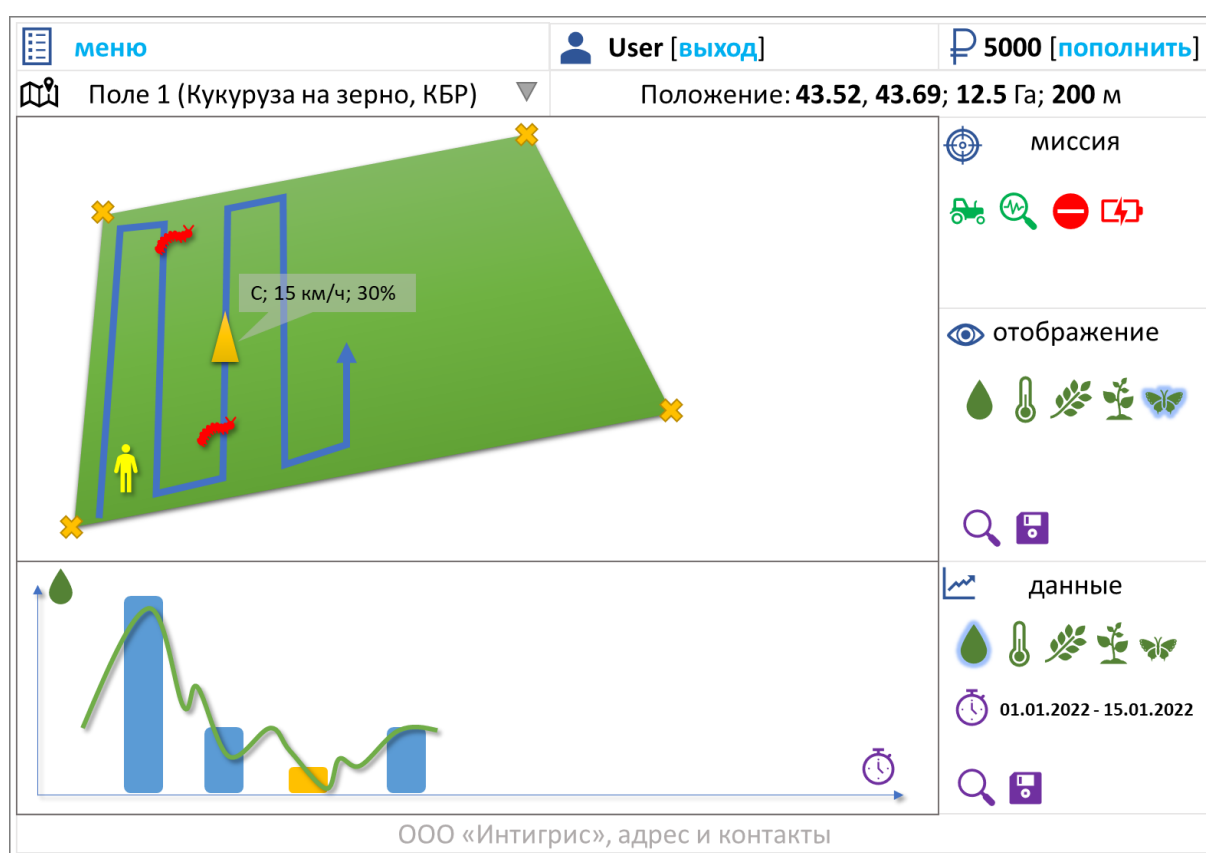 меню
User [выход]
5000 [пополнить]
Поле 1 (Кукуруза на зерно, КБР)
Положение: 43.52, 43.69; 12.5 Га; 200 м
миссия
С; 15 км/ч; 30%
отображение
данные
01.01.2022 - 15.01.2022
ООО «Интигрис», адрес и контакты